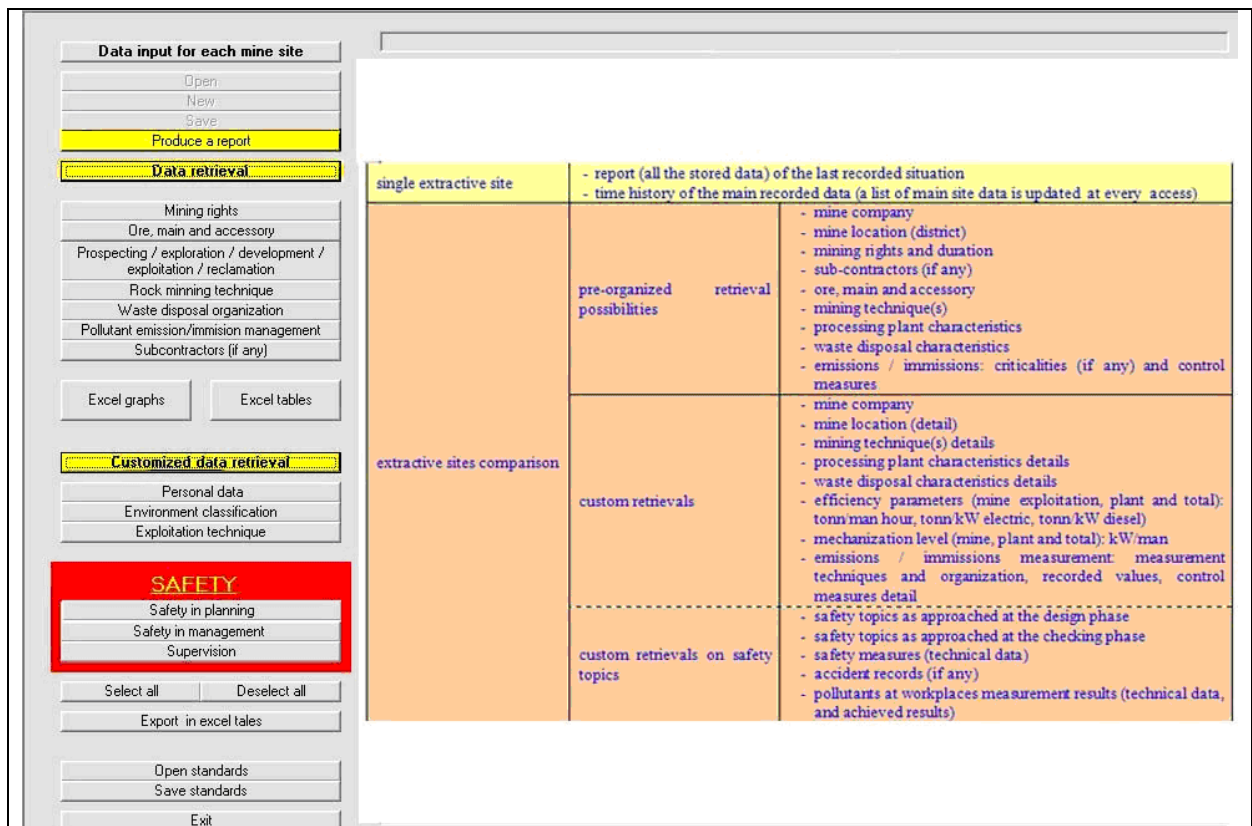 Data input for each mine site
Open
New
Save
Produce a report
Data retrieval
Mining rights
Ore, main and accessory
Prospecting / exploration / development /
exploitation / reclamation
Rock minning technique
Waste disposal organization
Pollutant emission/immision management
Subcontractors (if any)
Excel graphs
Excel tables
Customized data retrieval
Personal data
Environment classification
Exploitation technique
SAFETY
Safety in planning
Safety in management
Supervision
Select all
Deselect all
Export in excel tales
Open standards
Save standards
Exit
single extractive site
- report (all the stored data) of the last recorded situation
- time history of the main recorded data (a list of main site data is updated at every access)
extractive sites comparison
pre-organized retrieval
possibilities
- mine company
- mine location (district)
- mining rights and duration
- sub-contractors (if any)
- ore, main and accessory
- mining technique(s)
- processing plant characteristics
- waste disposal characteristics
- emissions / immissions: criticalities (if any) and control
measures
custom retrievals
- mine company
- mine location (detail)
- mining technique(s) details
- processing plant characteristics details
- waste disposal characteristics details
- efficiency parameters (mine exploitation, plant and total):
tonn/man hour, tonn/kW electric, tonn/kW diesel)
- mechanization level (mine, plant and total): kW/man
- emissions / immissions measurement: measurement
techniques and organization, recorded values, control
measures detail
custom retrievals on safety
topics
- safety topics as approached at the design phase
- safety topics as approached at the checking phase
- safety measures (technical data)
- accident records (if any)
- pollutants at workplaces measurement results (technical data,
and achieved results)